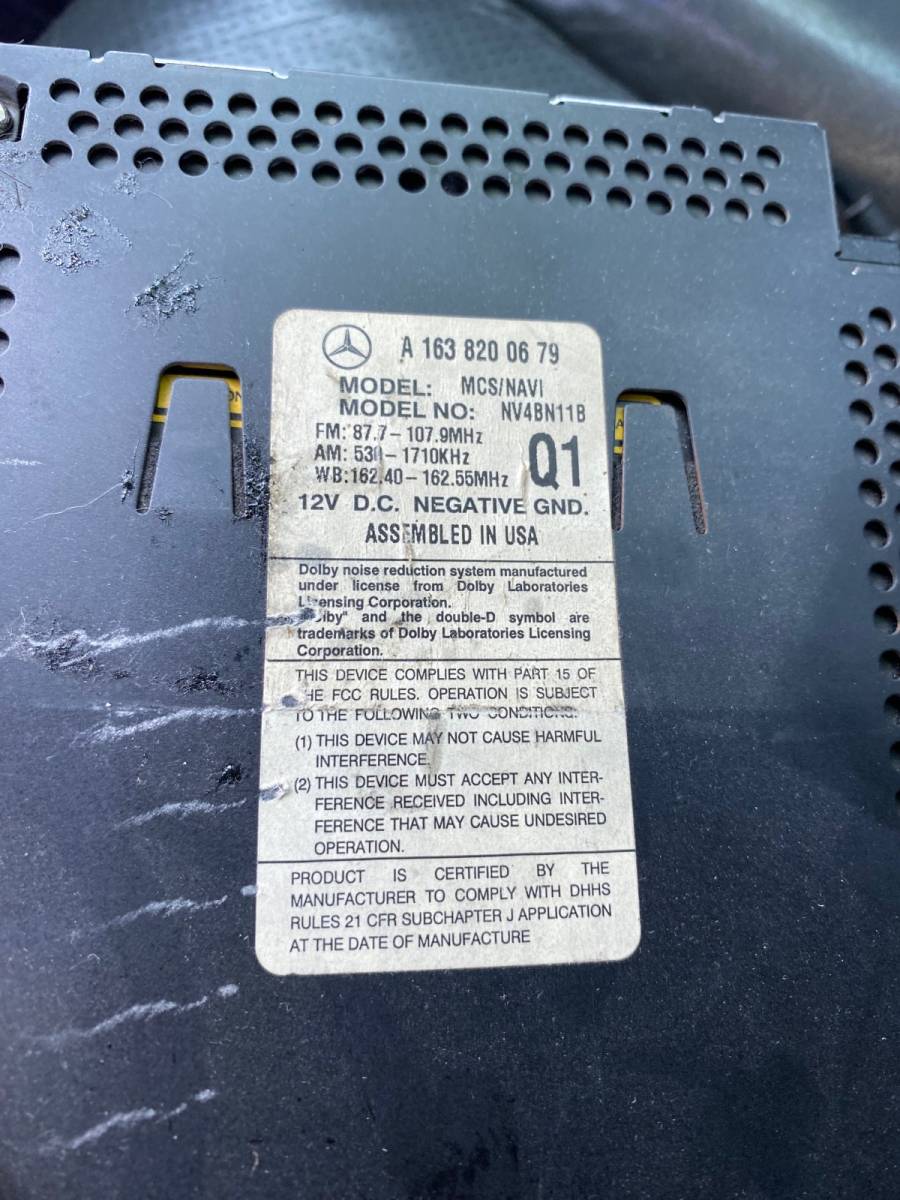 A 163 820 06 79
MODEL: MCS/NAVI
MODEL NO: NV4BN11B
FM: 87.7-107.9MHz
AM: 530-1710KHz
WB:162.40-162.55MHz
Q1
12V D.C. NEGATIVE GND.
ASSEMBLED IN USA
Dolby noise reduction system manufactured
under license from Dolby Laboratories
Licensing Corporation.
and the double-D symbol are
trademarks of Dolby Laboratories Licensing
Corporation.
THIS DEVICE COMPLIES WITH PART 15 OF
THE FCC RULES. OPERATION IS SUBJECT
TO THE FOLLOWING TWO CONDITIONS:
(1) THIS DEVICE MAY NOT CAUSE HARMFUL
INTERFERENCE.
(2) THIS DEVICE MUST ACCEPT ANY INTER-
FERENCE RECEIVED INCLUDING INTER-
FERENCE THAT MAY CAUSE UNDESIRED
OPERATION.
PRODUCT IS CERTIFIED BY THE
MANUFACTURER TO COMPLY WITH DHHS
RULES 21 CFR SUBCHAPTER J APPLICATION
AT THE DATE OF MANUFACTURE